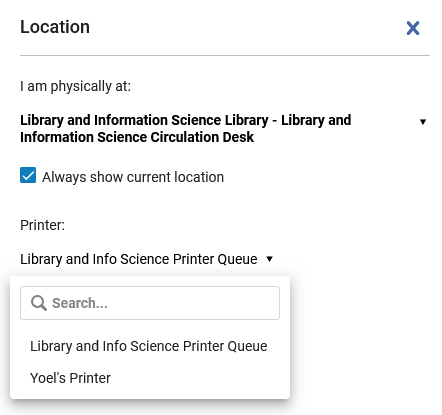 Location
I am physically at:
Library and Information Science Library - Library and
Information Science Circulation Desk
Always show current location
Printer:
Library and Info Science Printer Queue
Search...
Library and Info Science Printer Queue
Yoel's Printer